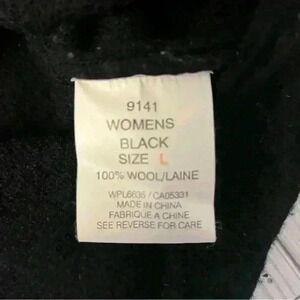 9141
WOMENS
BLACK
SIZE L
100% WOOL/LAINE
WPL6635 / CA05331
MADE IN CHINA
FABRIQUE A CHINE
SEE REVERSE FOR CARE